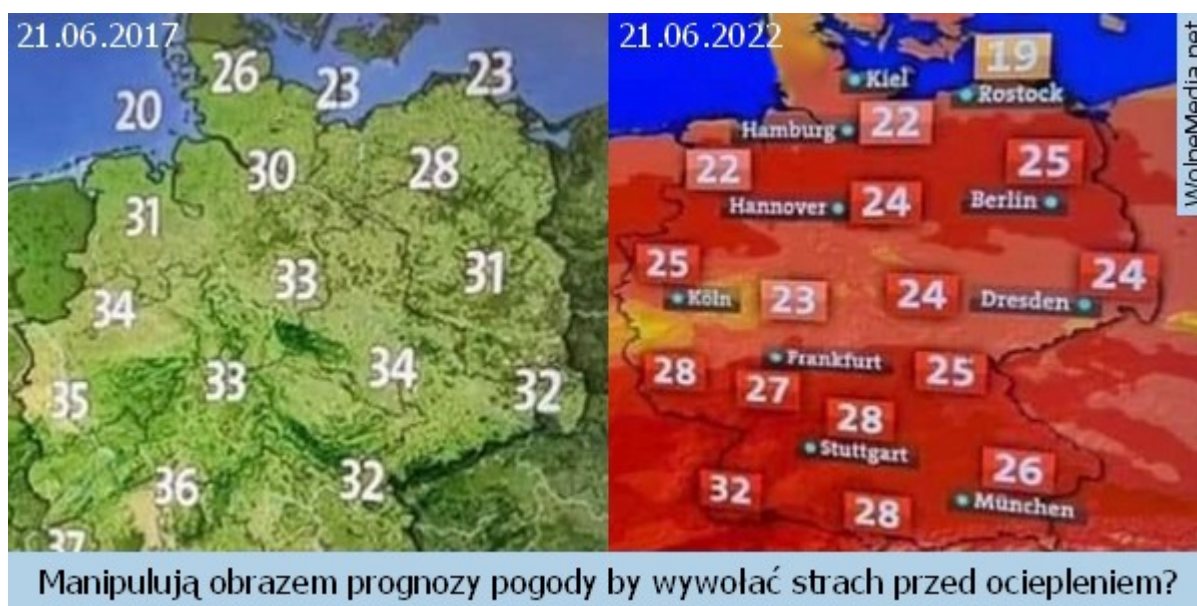 21.06.2017
26
23
23
20
30
28
31
33
31
34
33
34
32
35
36
32
37
21.06.2022
19
Kiel
Rostock
Hamburg
22
22
25
Hannover
24
Berlin
25
24
Köln
23
24
Dresden
Frankfurt
28
27
25
28
Stuttgart
26
32
28
München
WolneMedia.net
Manipulują obrazem prognozy pogody by wywołać strach przed ociepleniem?